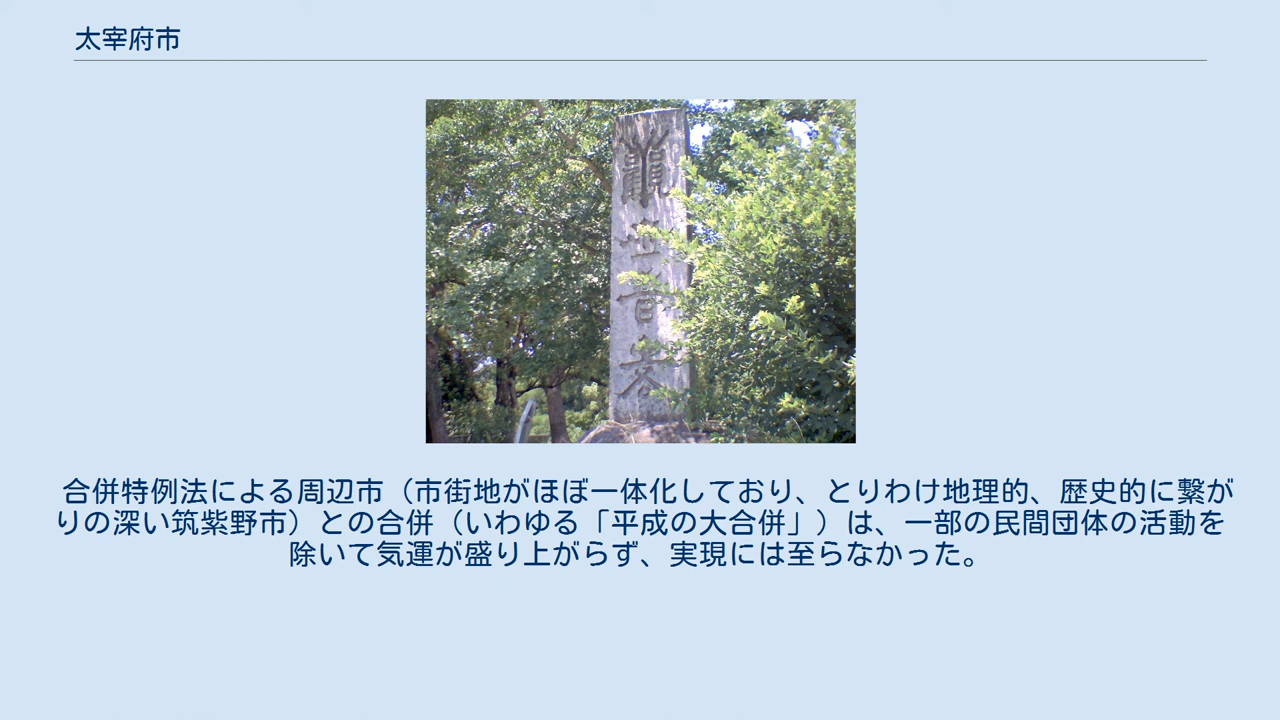 太宰府市
観世音寺
合併特例法による周辺市（市街地がほぼ一体化しており、とりわけ地理的、歴史的に繋が
りの深い筑紫野市）との合併（いわゆる「平成の大合併」）は、一部の民間団体の活動を
除いて気運が盛り上がらず、実現には至らなかった。